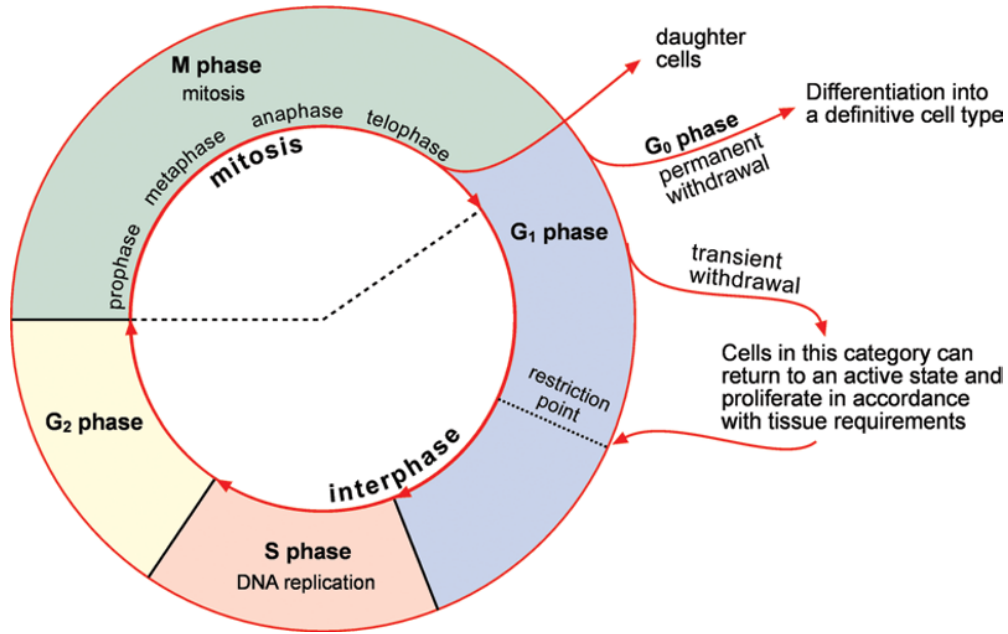 M phase
mitosis
prophase
metaphase
anaphase
telophase
mitosis
daughter
cells
G₀ phase
permanent
withdrawal
Differentiation into
a definitive cell type
G₁ phase
transient
withdrawal
Cells in this category can
return to an active state and
proliferate in accordance
with tissue requirements
restriction
point
interphase
S phase
DNA replication
G₂ phase